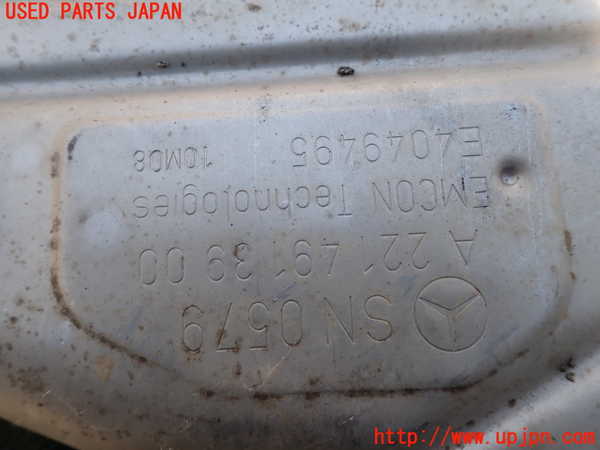 USED PARTS JAPAN
SN 0579
A 221 491 39 00
EMCON Technologies
E4049495 10M08
http://www.upjpn.com